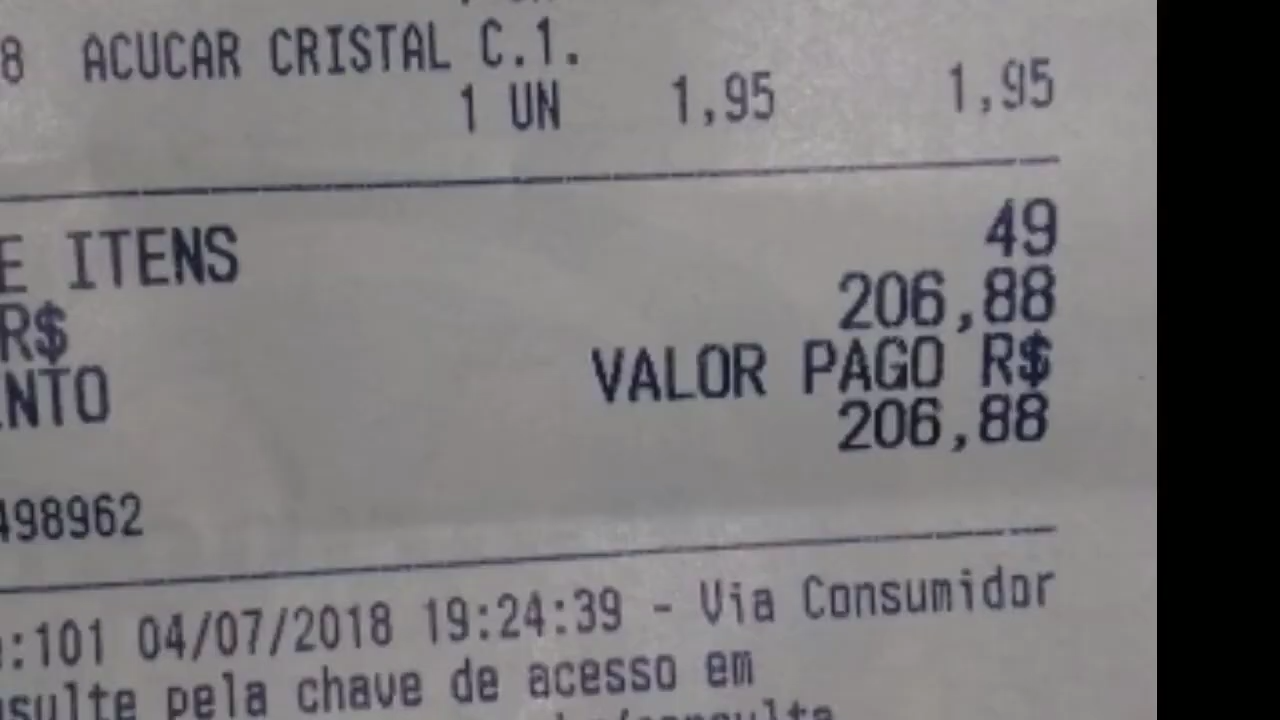 8 ACUCAR CRISTAL C.1.
1 UN 1,95 1,95
E ITENS 49
R$ 206,88
NTO VALOR PAGO R$
206,88
498962
:101 04/07/2018 19:24:39 - Via Consumidor
sulte pela chave de acesso em